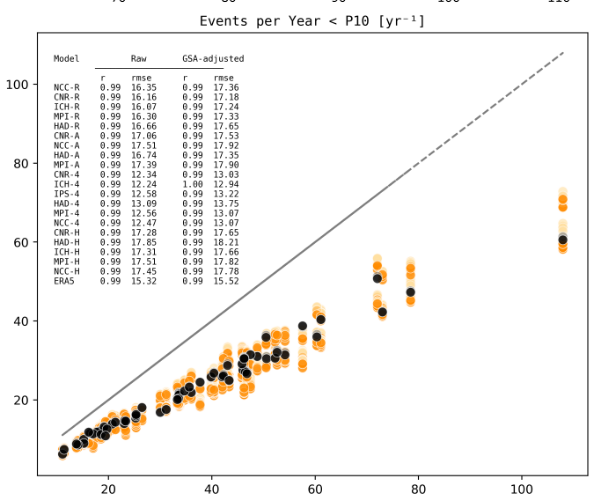 70 80 90 100 110
Events per Year < P10 [yr⁻¹]
Model Raw GSA-adjusted
r rmse r rmse
NCC-R 0.99 16.35 0.99 17.36
CNR-R 0.99 16.16 0.99 17.18
ICH-R 0.99 16.07 0.99 17.24
MPI-R 0.99 16.30 0.99 17.33
HAD-R 0.99 16.66 0.99 17.65
CNR-A 0.99 17.06 0.99 17.53
NCC-A 0.99 17.51 0.99 17.92
HAD-A 0.99 16.74 0.99 17.35
MPI-A 0.99 17.39 0.99 17.90
CNR-4 0.99 12.34 0.99 13.03
ICH-4 0.99 12.24 1.00 12.94
IPS-4 0.99 12.58 0.99 13.22
HAD-4 0.99 13.09 0.99 13.75
MPI-4 0.99 12.56 0.99 13.07
NCC-4 0.99 12.47 0.99 13.07
CNR-H 0.99 17.28 0.99 17.65
HAD-H 0.99 17.85 0.99 18.21
ICH-H 0.99 17.31 0.99 17.66
MPI-H 0.99 17.51 0.99 17.82
NCC-H 0.99 17.45 0.99 17.78
ERA5 0.99 15.32 0.99 15.52
100
80
60
40
20
20 40 60 80 100